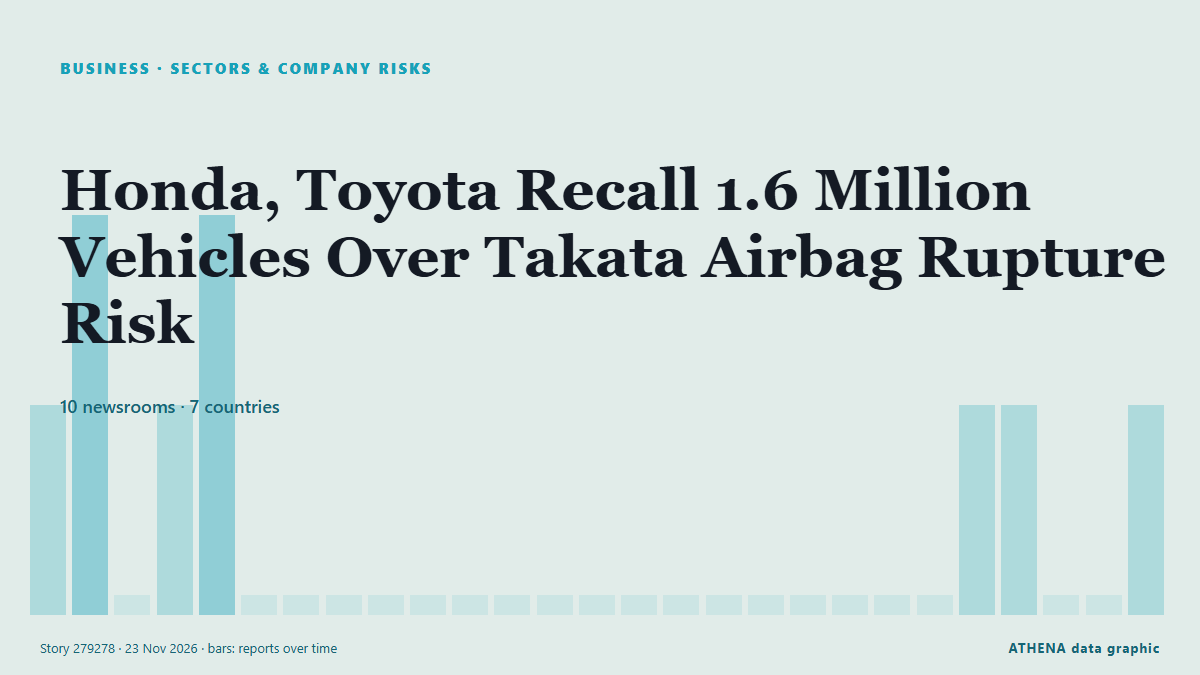 BUSINESS · SECTORS & COMPANY RISKS
Honda, Toyota Recall 1.6 Million
Vehicles Over Takata Airbag Rupture
Risk
10 newsrooms · 7 countries
Story 279278 · 23 Nov 2026 · bars: reports over time
ATHENA data graphic